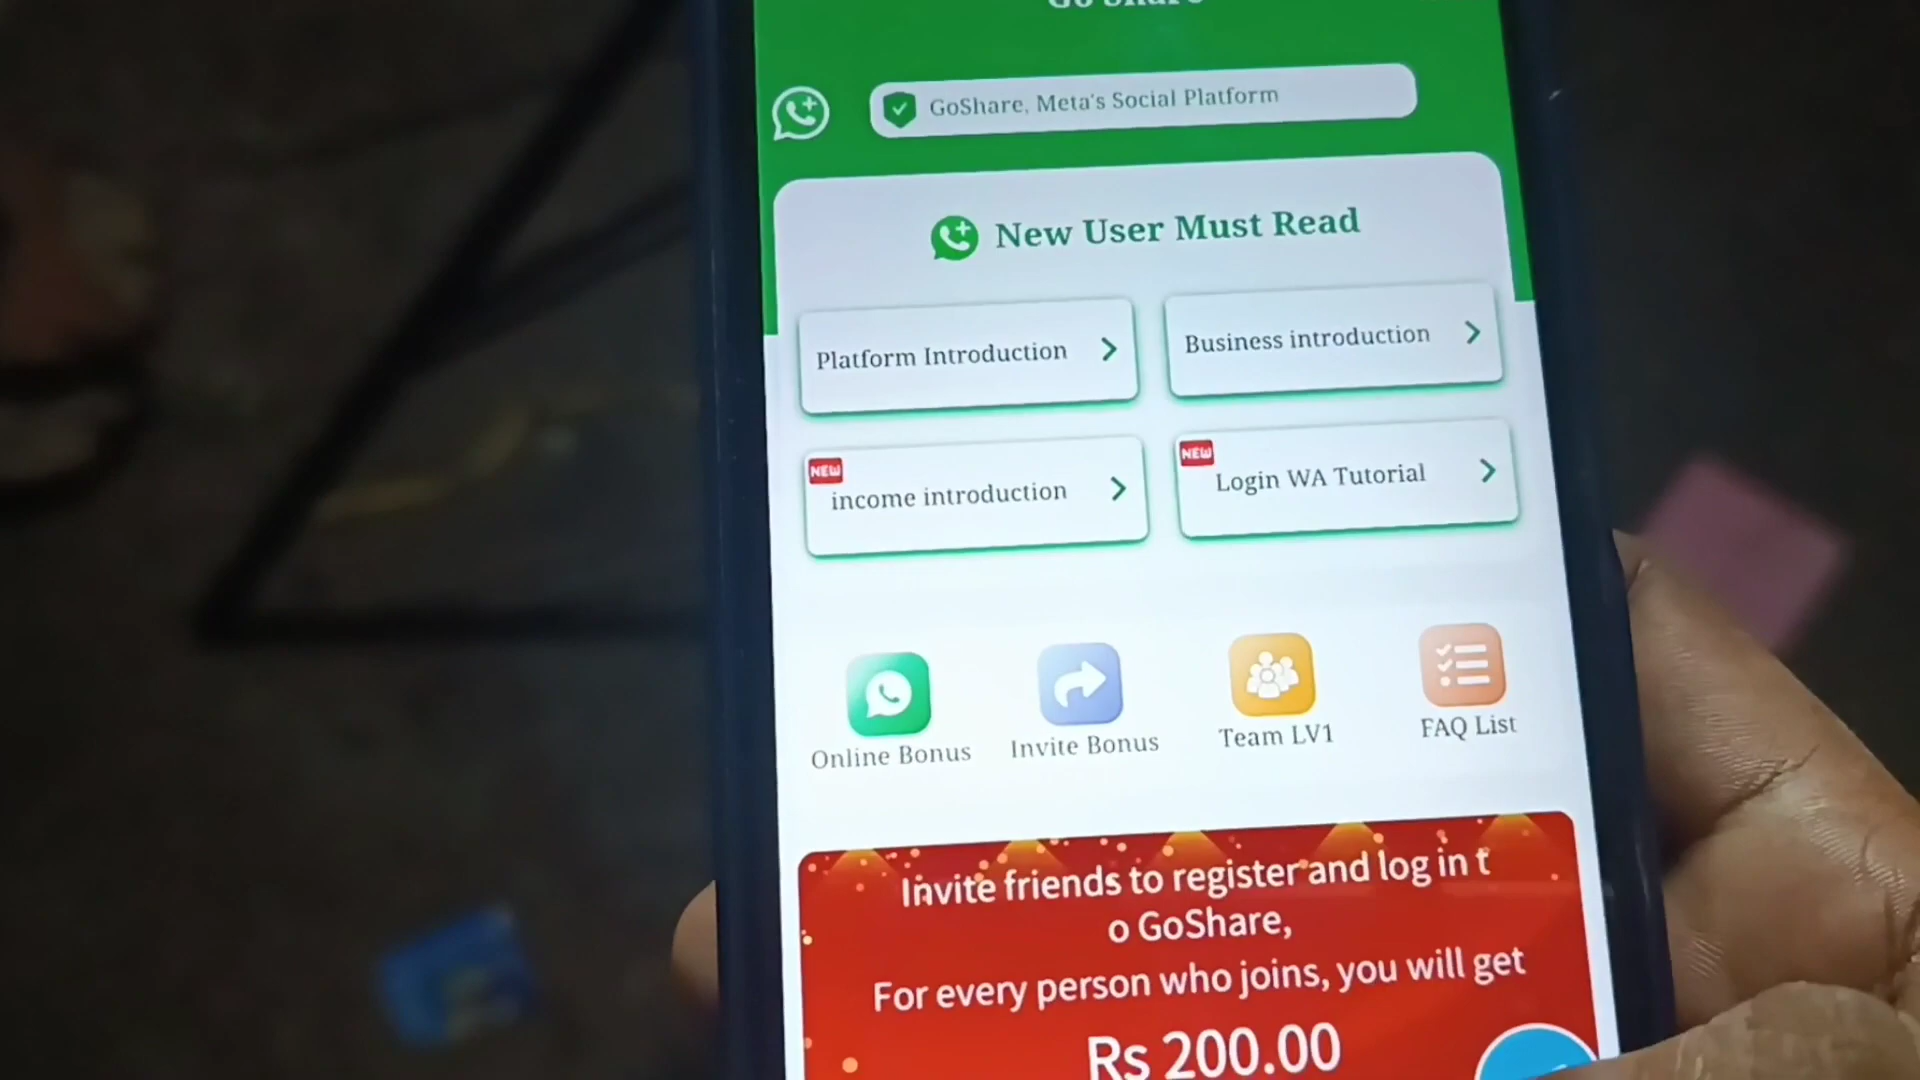 Go Share
GoShare, Meta's Social Platform
New User Must Read
Platform Introduction
Business introduction
NEW
income introduction
NEW
Login WA Tutorial
Online Bonus
Invite Bonus
Team LV1
FAQ List
Invite friends to register and log in t
o GoShare,
For every person who joins, you will get
Rs 200.00